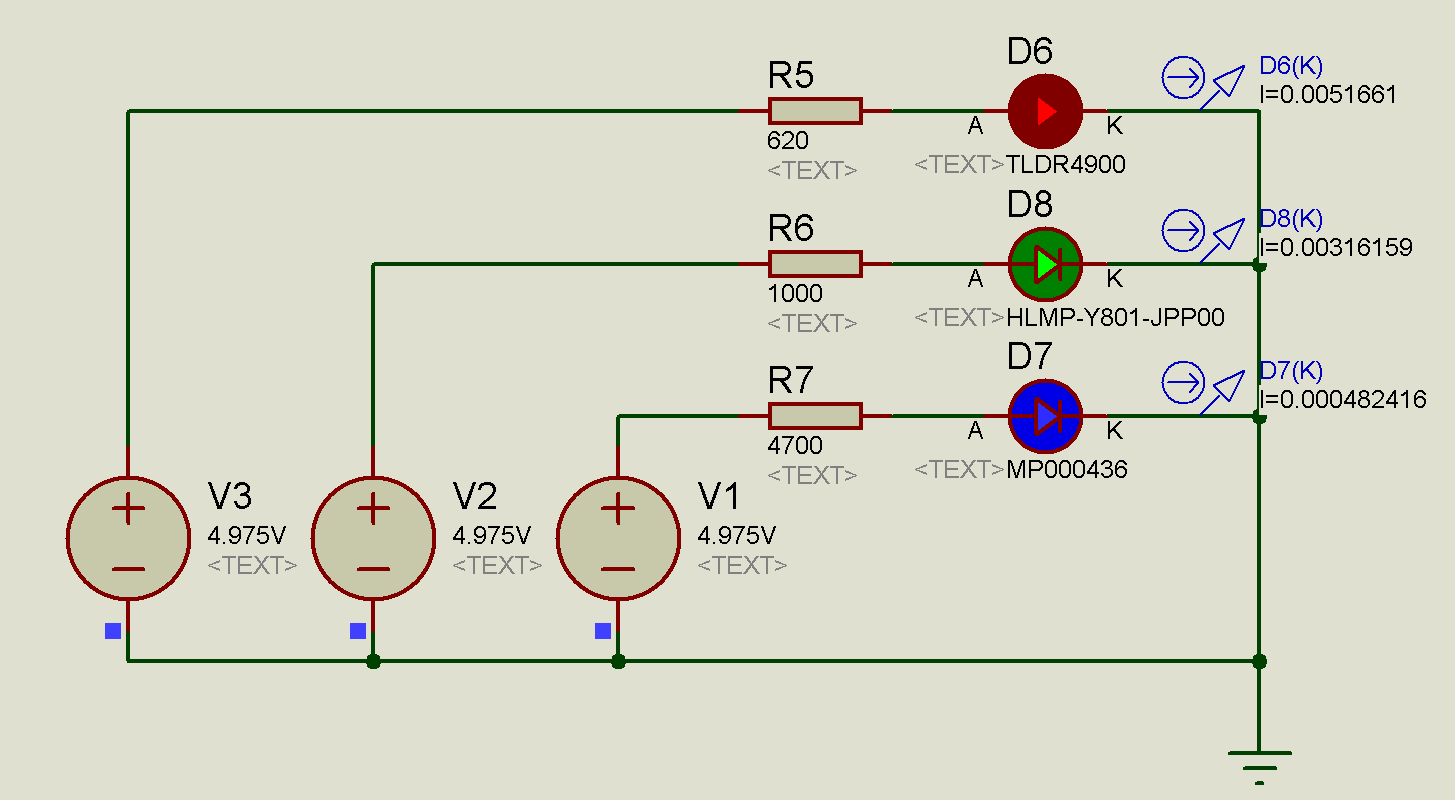 D6
R5
D6(K)
I=0.0051661
A
K
620
<TEXT>
<TEXT>
TLDR4900
D8
R6
D8(K)
I=0.00316159
A
K
1000
<TEXT>
<TEXT>
HLMP-Y801-JPP00
D7
R7
D7(K)
I=0.000482416
A
K
4700
<TEXT>
<TEXT>
MP000436
V3
4.975V
<TEXT>
V2
4.975V
<TEXT>
V1
4.975V
<TEXT>